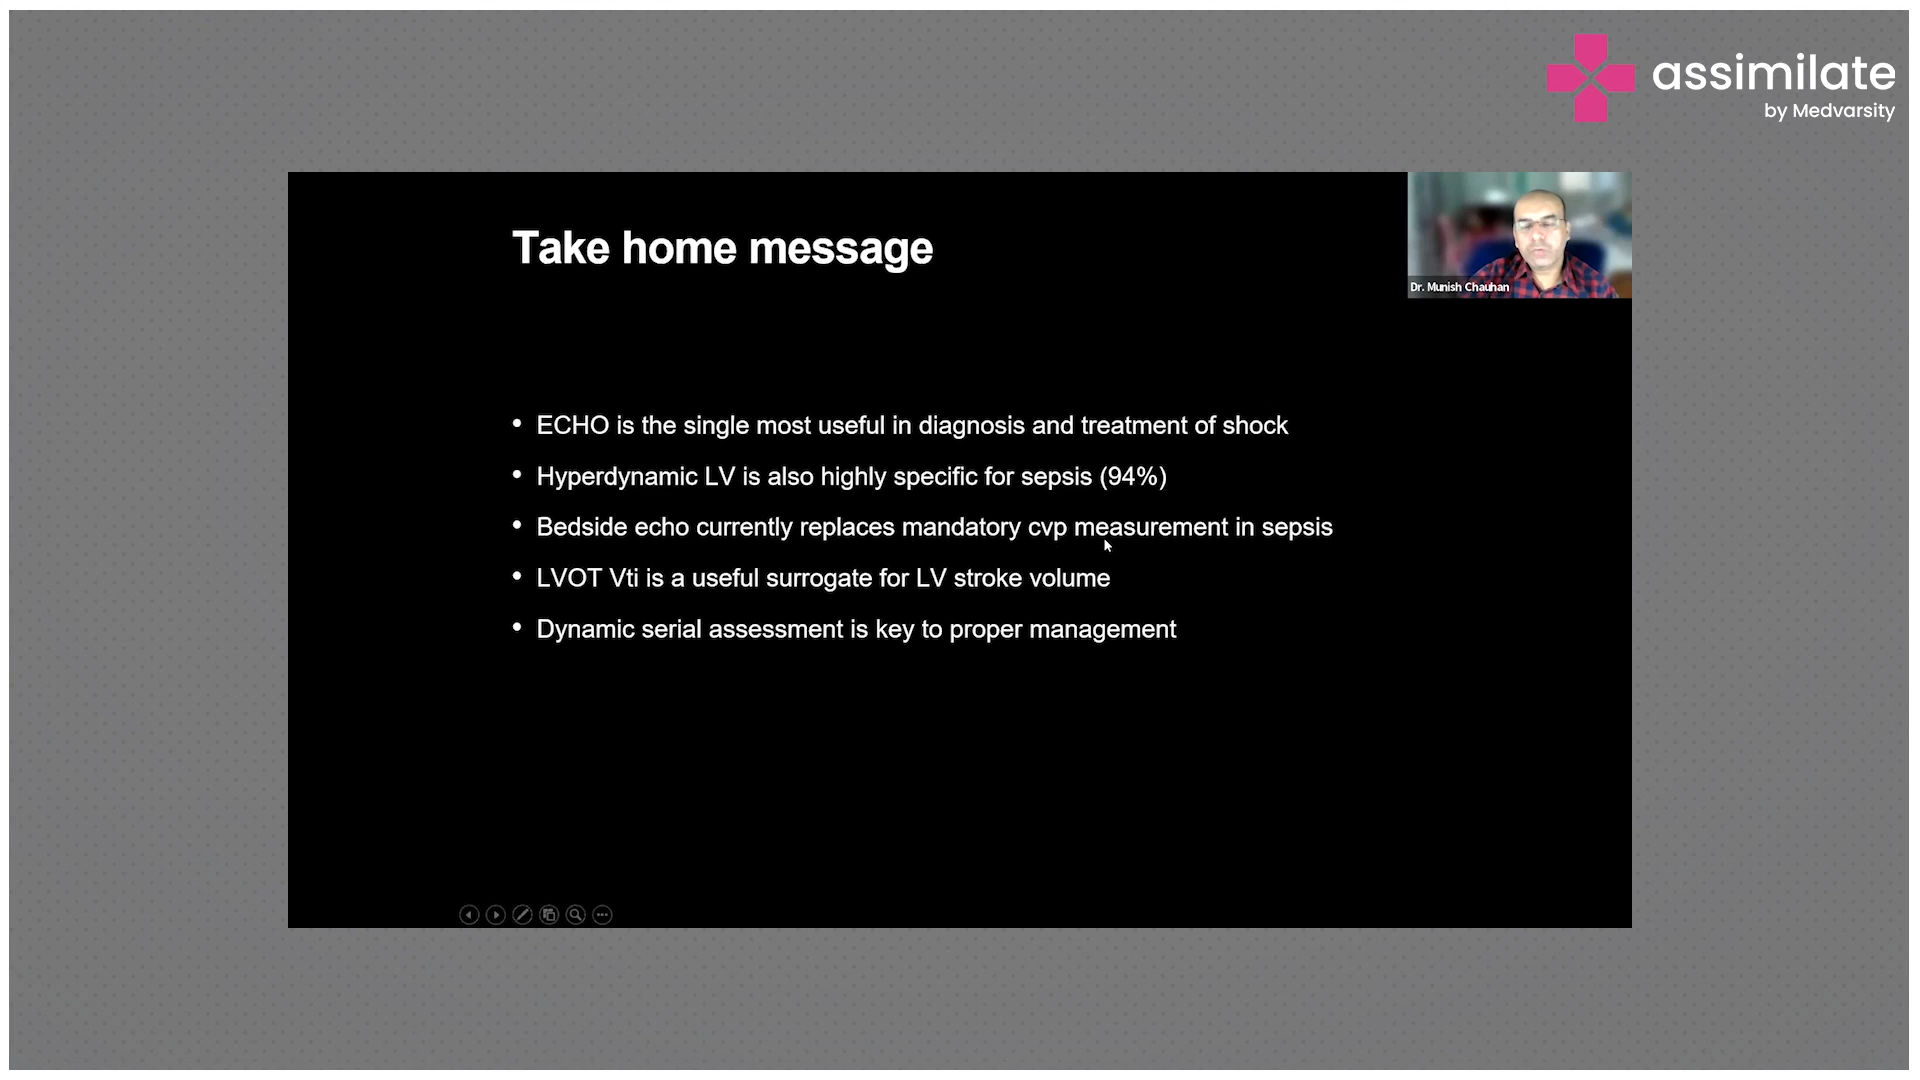 assimilate
by Medvarsity
Take home message
Dr. Munish Chauhan
• ECHO is the single most useful in diagnosis and treatment of shock
• Hyperdynamic LV is also highly specific for sepsis (94%)
• Bedside echo currently replaces mandatory cvp measurement in sepsis
• LVOT Vti is a useful surrogate for LV stroke volume
• Dynamic serial assessment is key to proper management